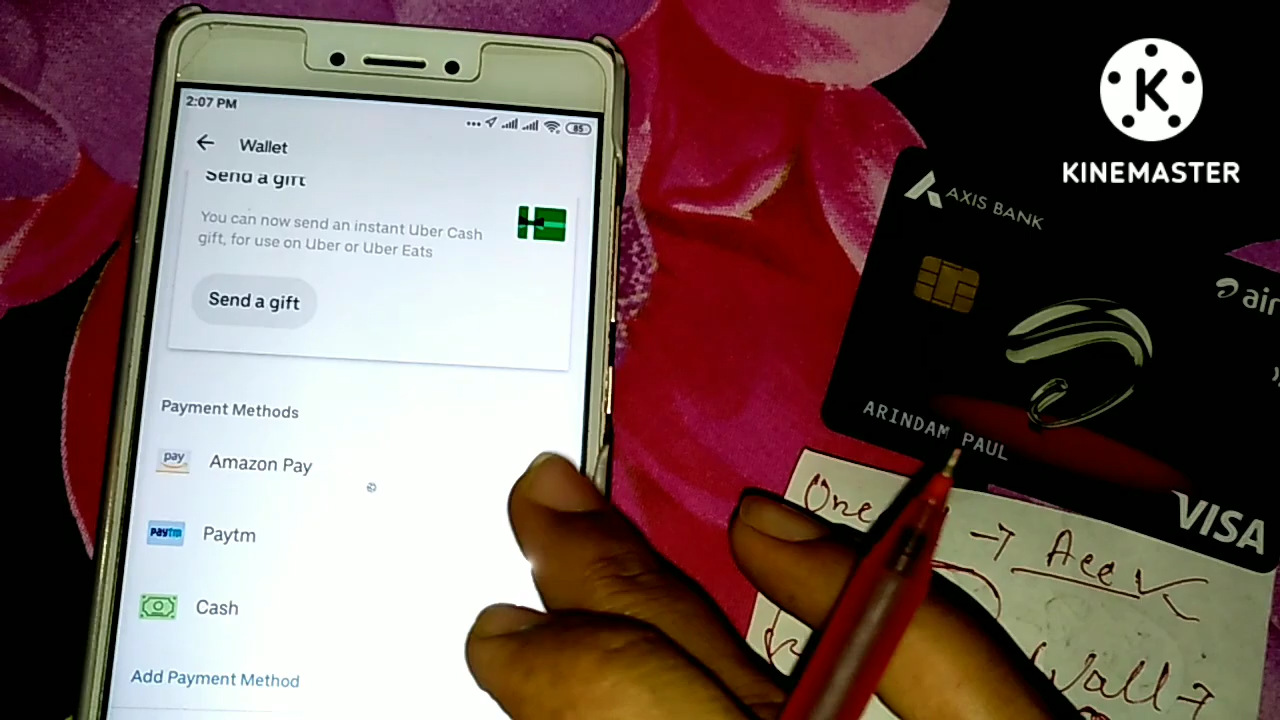 2:07 PM
85
Wallet
Send a gift
You can now send an instant Uber Cash
gift, for use on Uber or Uber Eats
Send a gift
Payment Methods
pay
Amazon Pay
Paytm
Paytm
Cash
Add Payment Method
K
KINEMASTER
AXIS BANK
air
ARINDAM PAUL
VISA
One
→ Acc ✓
Wall →